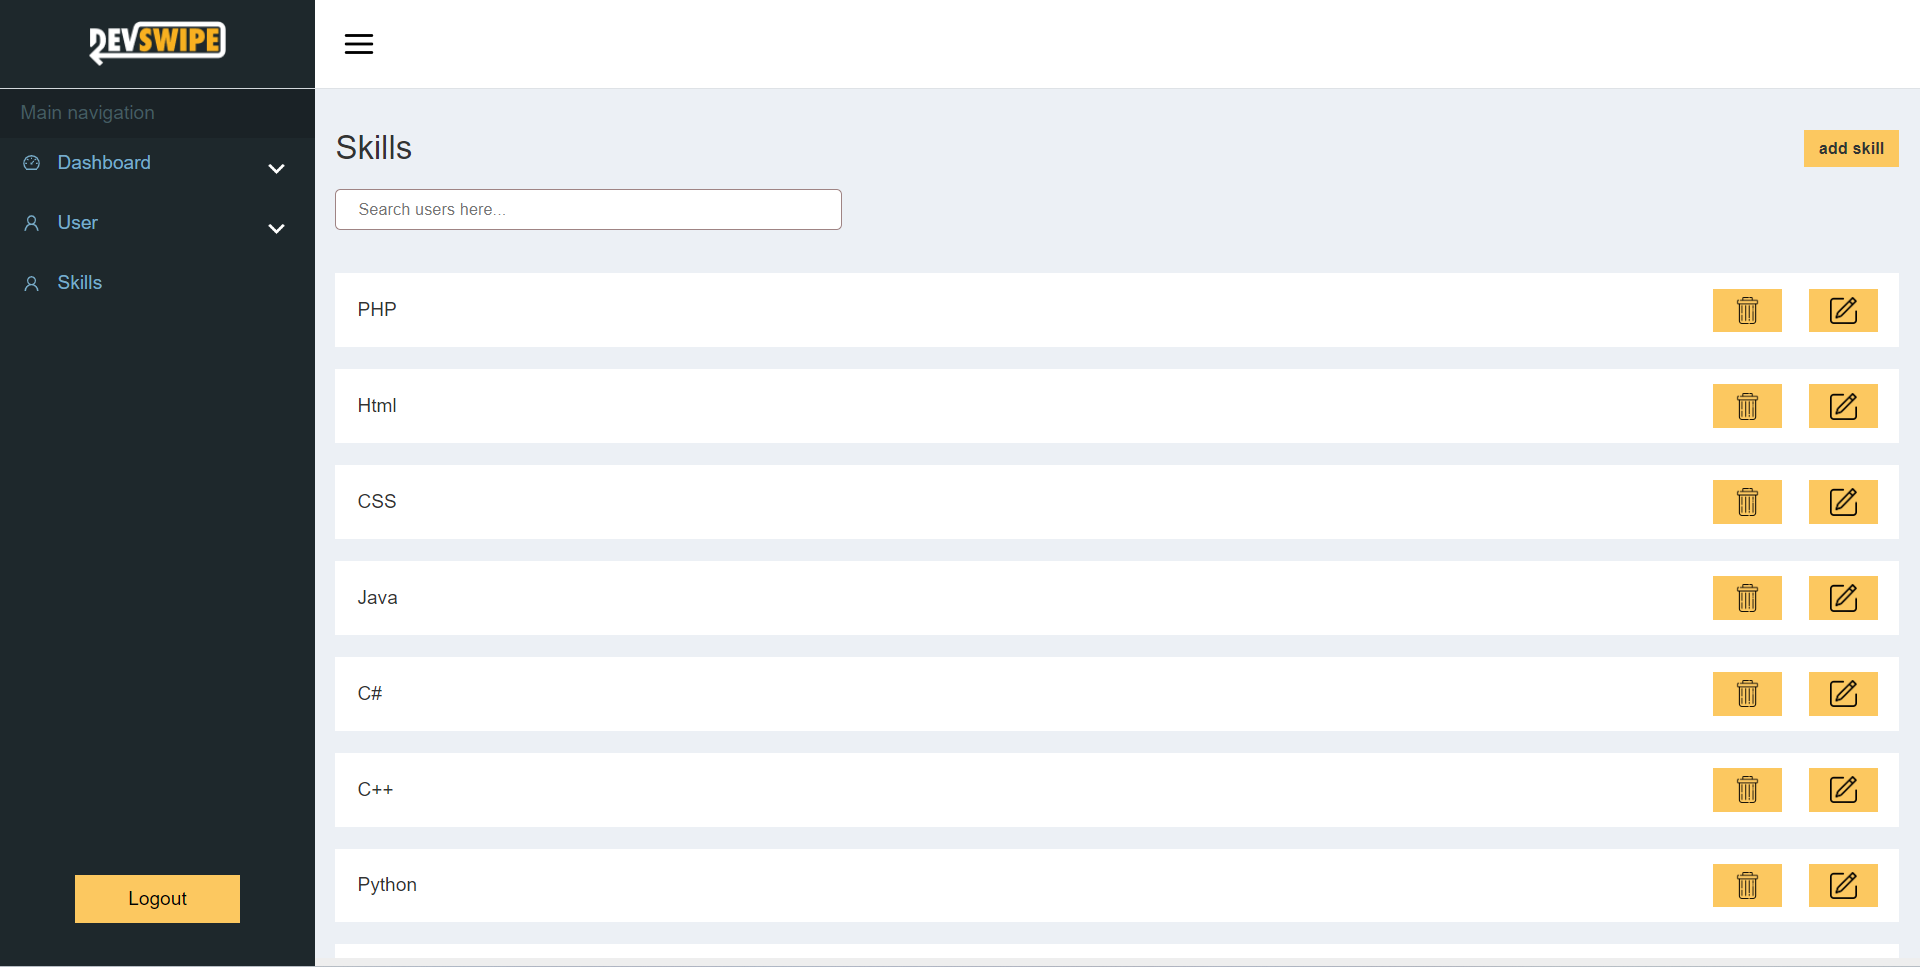 DEVSWIPE
Main navigation
Dashboard
User
Skills
Logout
Skills
add skill
Search users here...
PHP
Html
CSS
Java
C#
C++
Python